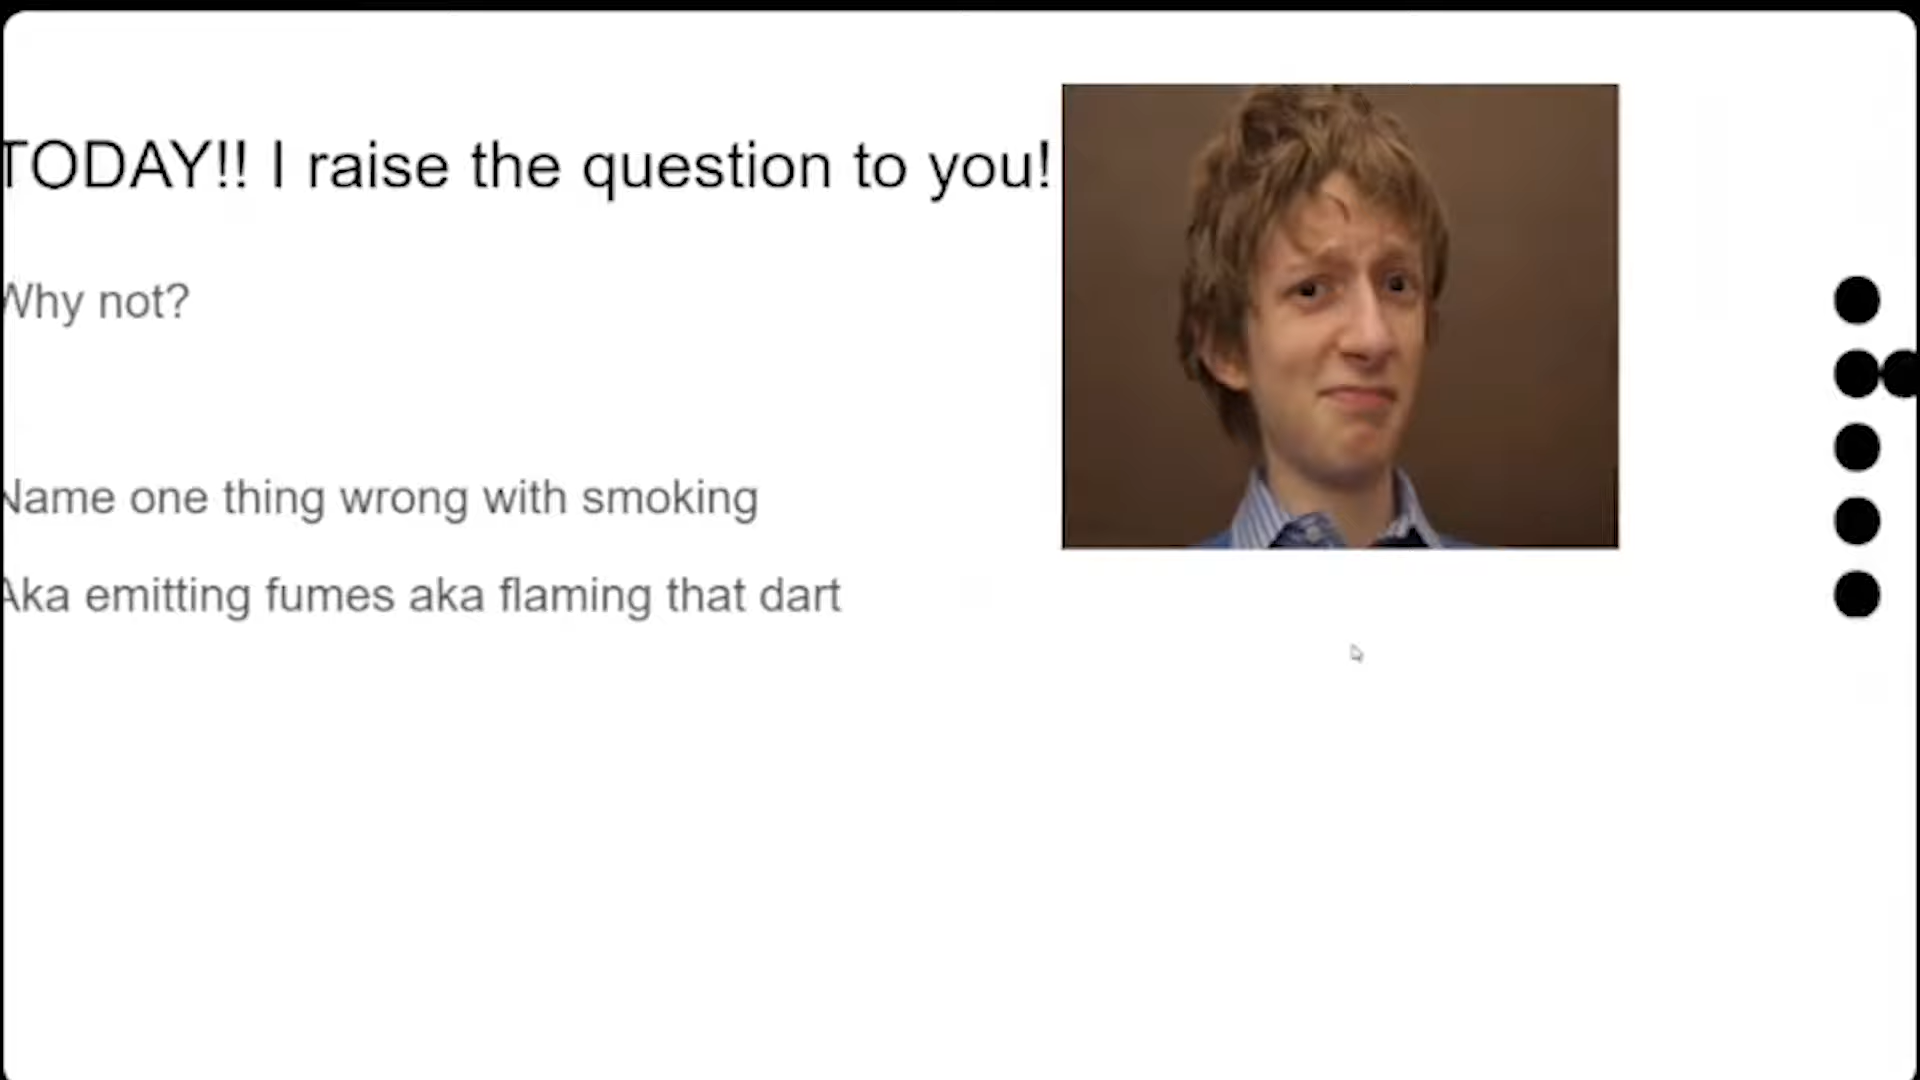 TODAY!! I raise the question to you!
Why not?
Name one thing wrong with smoking
Aka emitting fumes aka flaming that dart